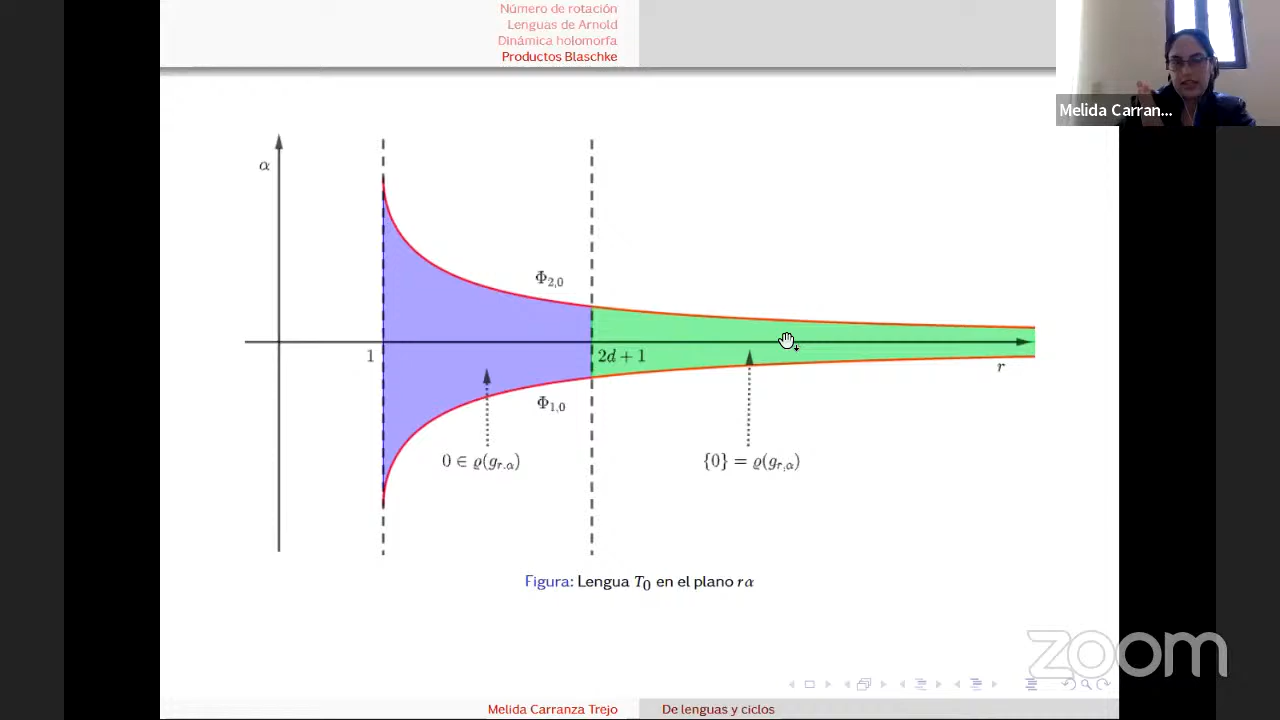 Número de rotación
Lenguas de Arnold
Dinámica holomorfa
Productos Blaschke
Melida Carran...
α
Φ2,0
1
2d + 1
r
Φ1,0
0 ∈ ϱ(gr.α)
{0} = ϱ(gr,α)
Figura: Lengua T0 en el plano rα
zoom
Melida Carranza Trejo
De lenguas y ciclos